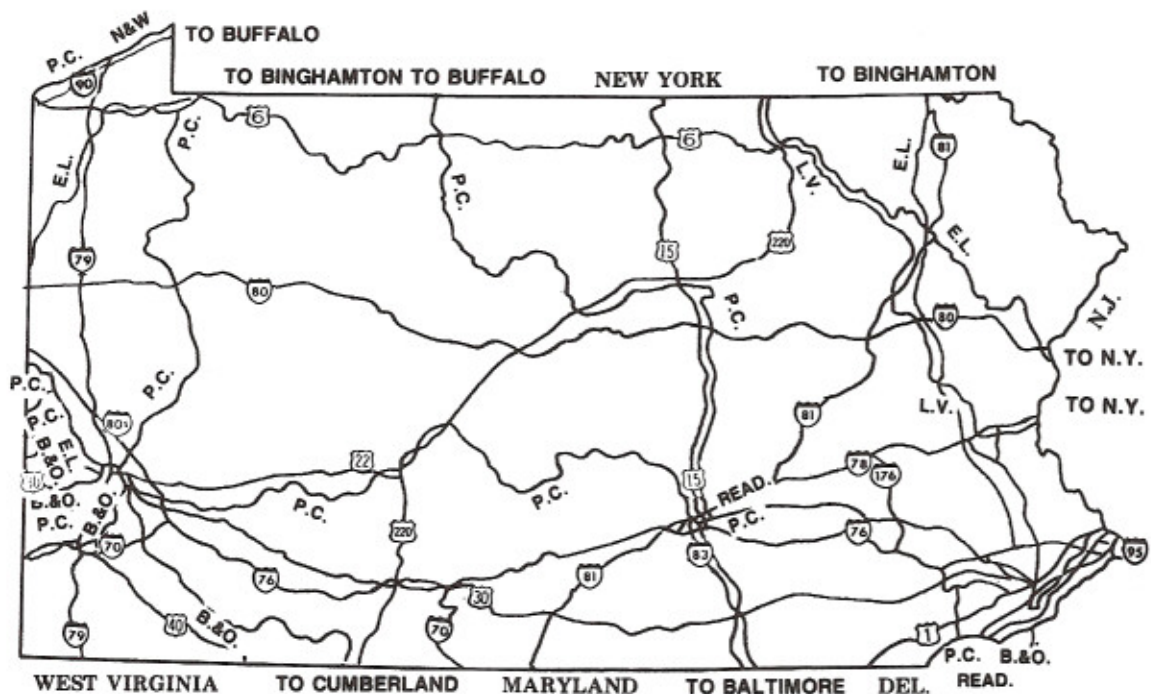 P.C. N&W TO BUFFALO
90
TO BINGHAMTON TO BUFFALO NEW YORK TO BINGHAMTON
6
P.C.
6
E.L.
81
E.L.
P.C.
L.V.
79
15
220
E.L.
80
P.C.
80
N.J.
TO N.Y.
P.C.
P.C.
L.V.
TO N.Y.
80s
81
P.C.
E.L.
B.&O.
22
78
176
15
READ.
B.&O.
B.&O.
P.C.
P.C.
P.C.
P.C.
220
70
83
76
95
76
81
30
40
B.&O.
70
79
1
P.C. B.&O.
READ.
WEST VIRGINIA TO CUMBERLAND MARYLAND TO BALTIMORE DEL.